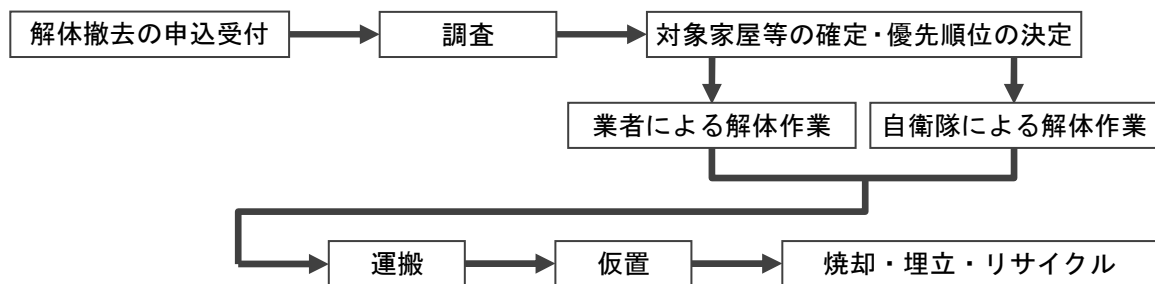 解体撤去の申込受付
調査
対象家屋等の確定・優先順位の決定
業者による解体作業
自衛隊による解体作業
運搬
仮置
焼却・埋立・リサイクル